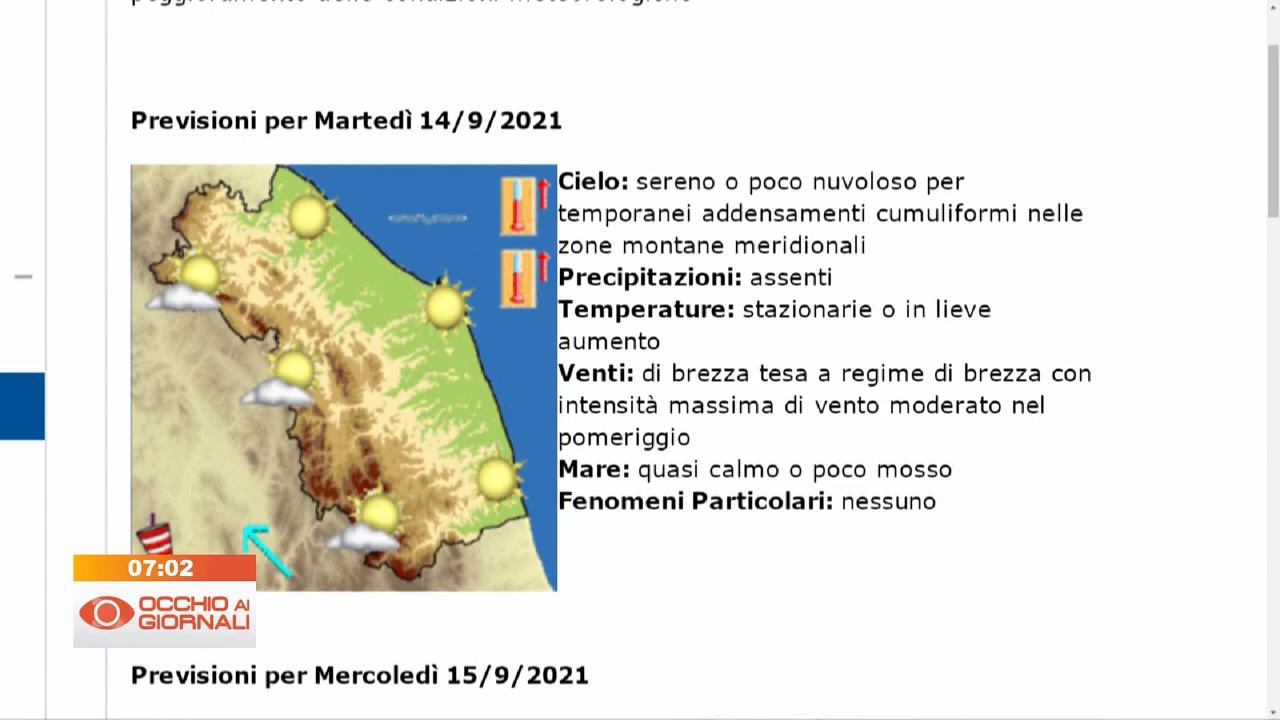 Previsioni per Martedì 14/9/2021
Cielo: sereno o poco nuvoloso per
temporanei addensamenti cumuliformi nelle
zone montane meridionali
Precipitazioni: assenti
Temperature: stazionarie o in lieve
aumento
Venti: di brezza tesa a regime di brezza con
intensità massima di vento moderato nel
pomeriggio
Mare: quasi calmo o poco mosso
Fenomeni Particolari: nessuno
07:02
OCCHIO AI
GIORNALI
Previsioni per Mercoledì 15/9/2021